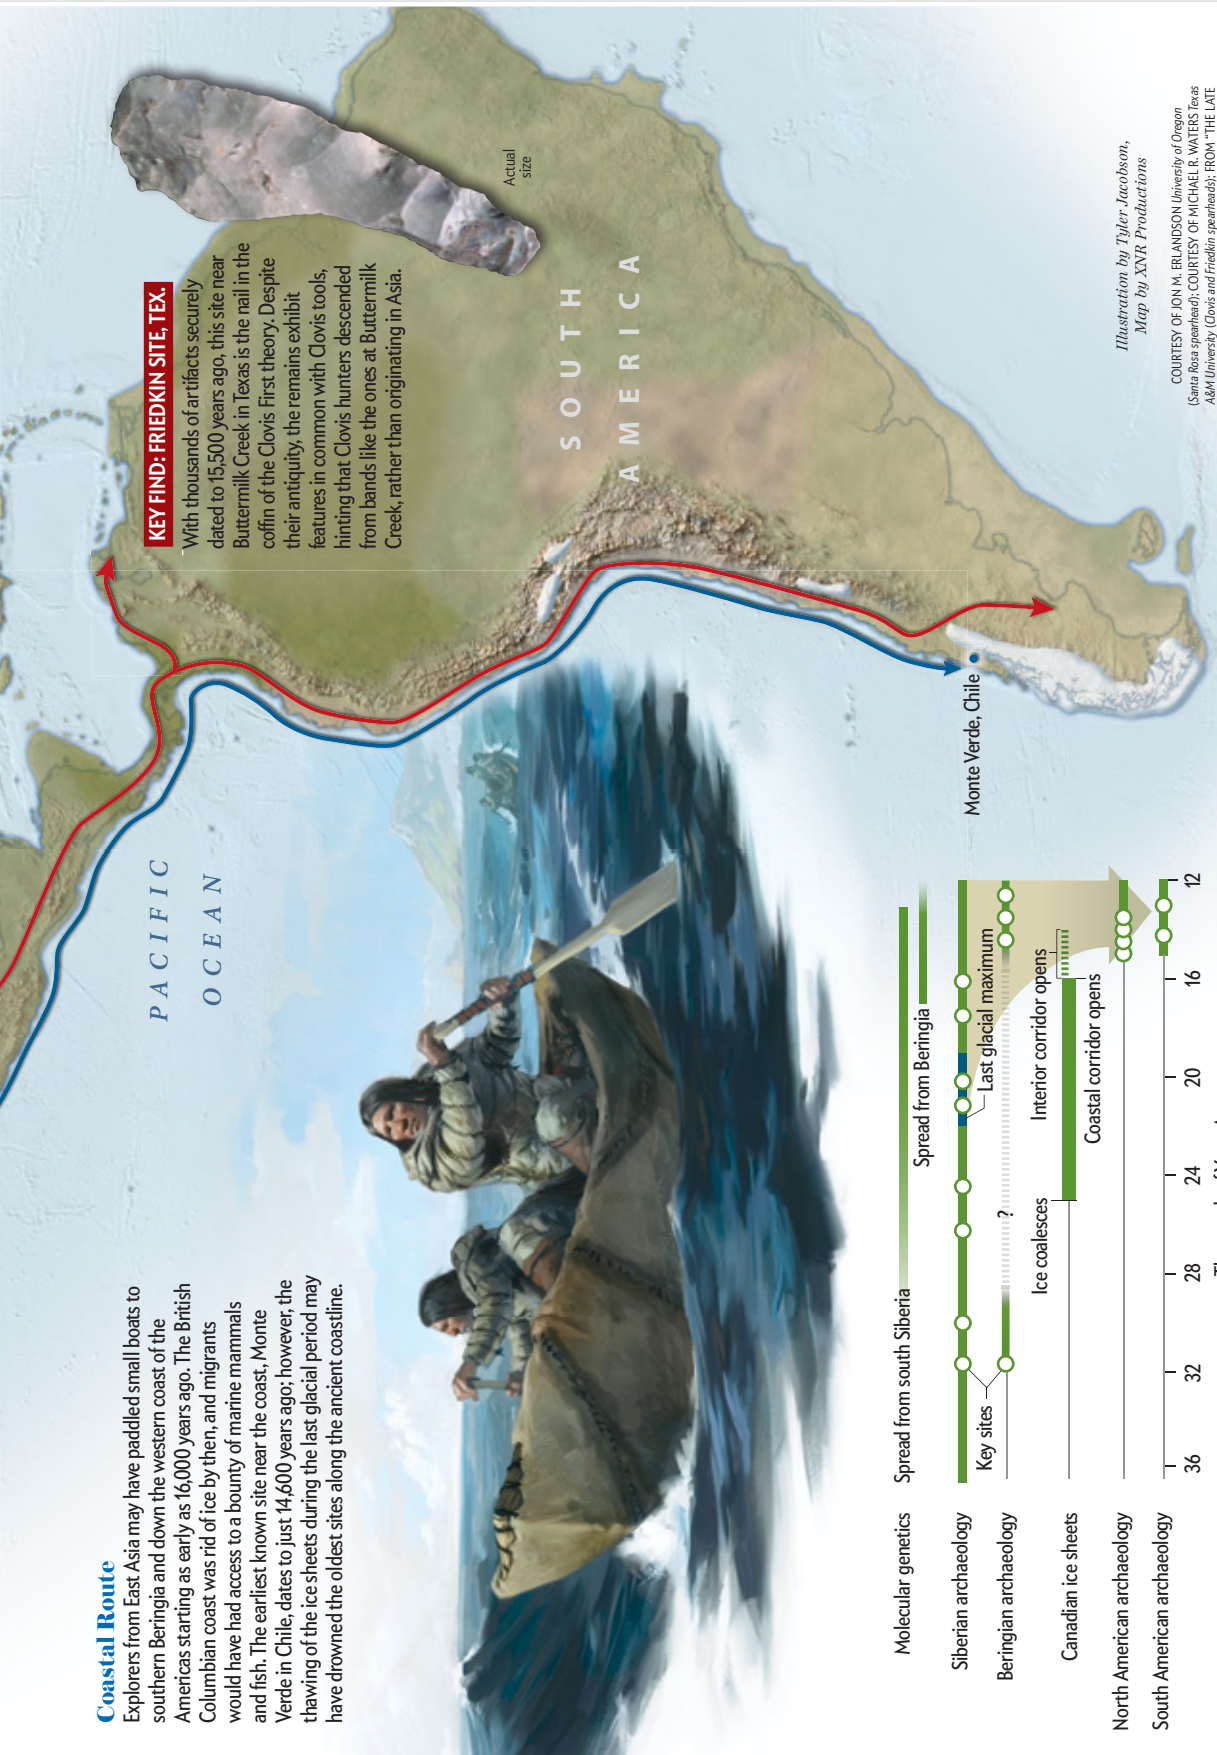 Coastal Route
Explorers from East Asia may have paddled small boats to
southern Beringia and down the western coast of the
Americas starting as early as 16,000 years ago. The British
Columbian coast was rid of ice by then, and migrants
would have had access to a bounty of marine mammals
and fish. The earliest known site near the coast, Monte
Verde in Chile, dates to just 14,600 years ago; however, the
thawing of the ice sheets during the last glacial period may
have drowned the oldest sites along the ancient coastline.
PACIFIC
OCEAN
KEY FIND: FRIEDKIN SITE, TEX.
With thousands of artifacts securely
dated to 15,500 years ago, this site near
Buttermilk Creek in Texas is the nail in the
coffin of the Clovis First theory. Despite
their antiquity, the remains exhibit
features in common with Clovis tools,
hinting that Clovis hunters descended
from bands like the ones at Buttermilk
Creek, rather than originating in Asia.
Actual
size
SOUTH
AMERICA
Monte Verde, Chile
Molecular genetics
Spread from south Siberia
Spread from Beringia
Siberian archaeology
Key sites
Last glacial maximum
Beringian archaeology
?
Ice coalesces
Interior corridor opens
Canadian ice sheets
Coastal corridor opens
North American archaeology
South American archaeology
36
32
28
24
20
16
12
Illustration by Tyler Jacobson,
Map by XNR Productions
COURTESY OF JON M. ERLANDSON University of Oregon
(Santa Rosa spearhead); COURTESY OF MICHAEL R. WATERS Texas
A&M University (Clovis and Friedkin spearheads); FROM "THE LATE